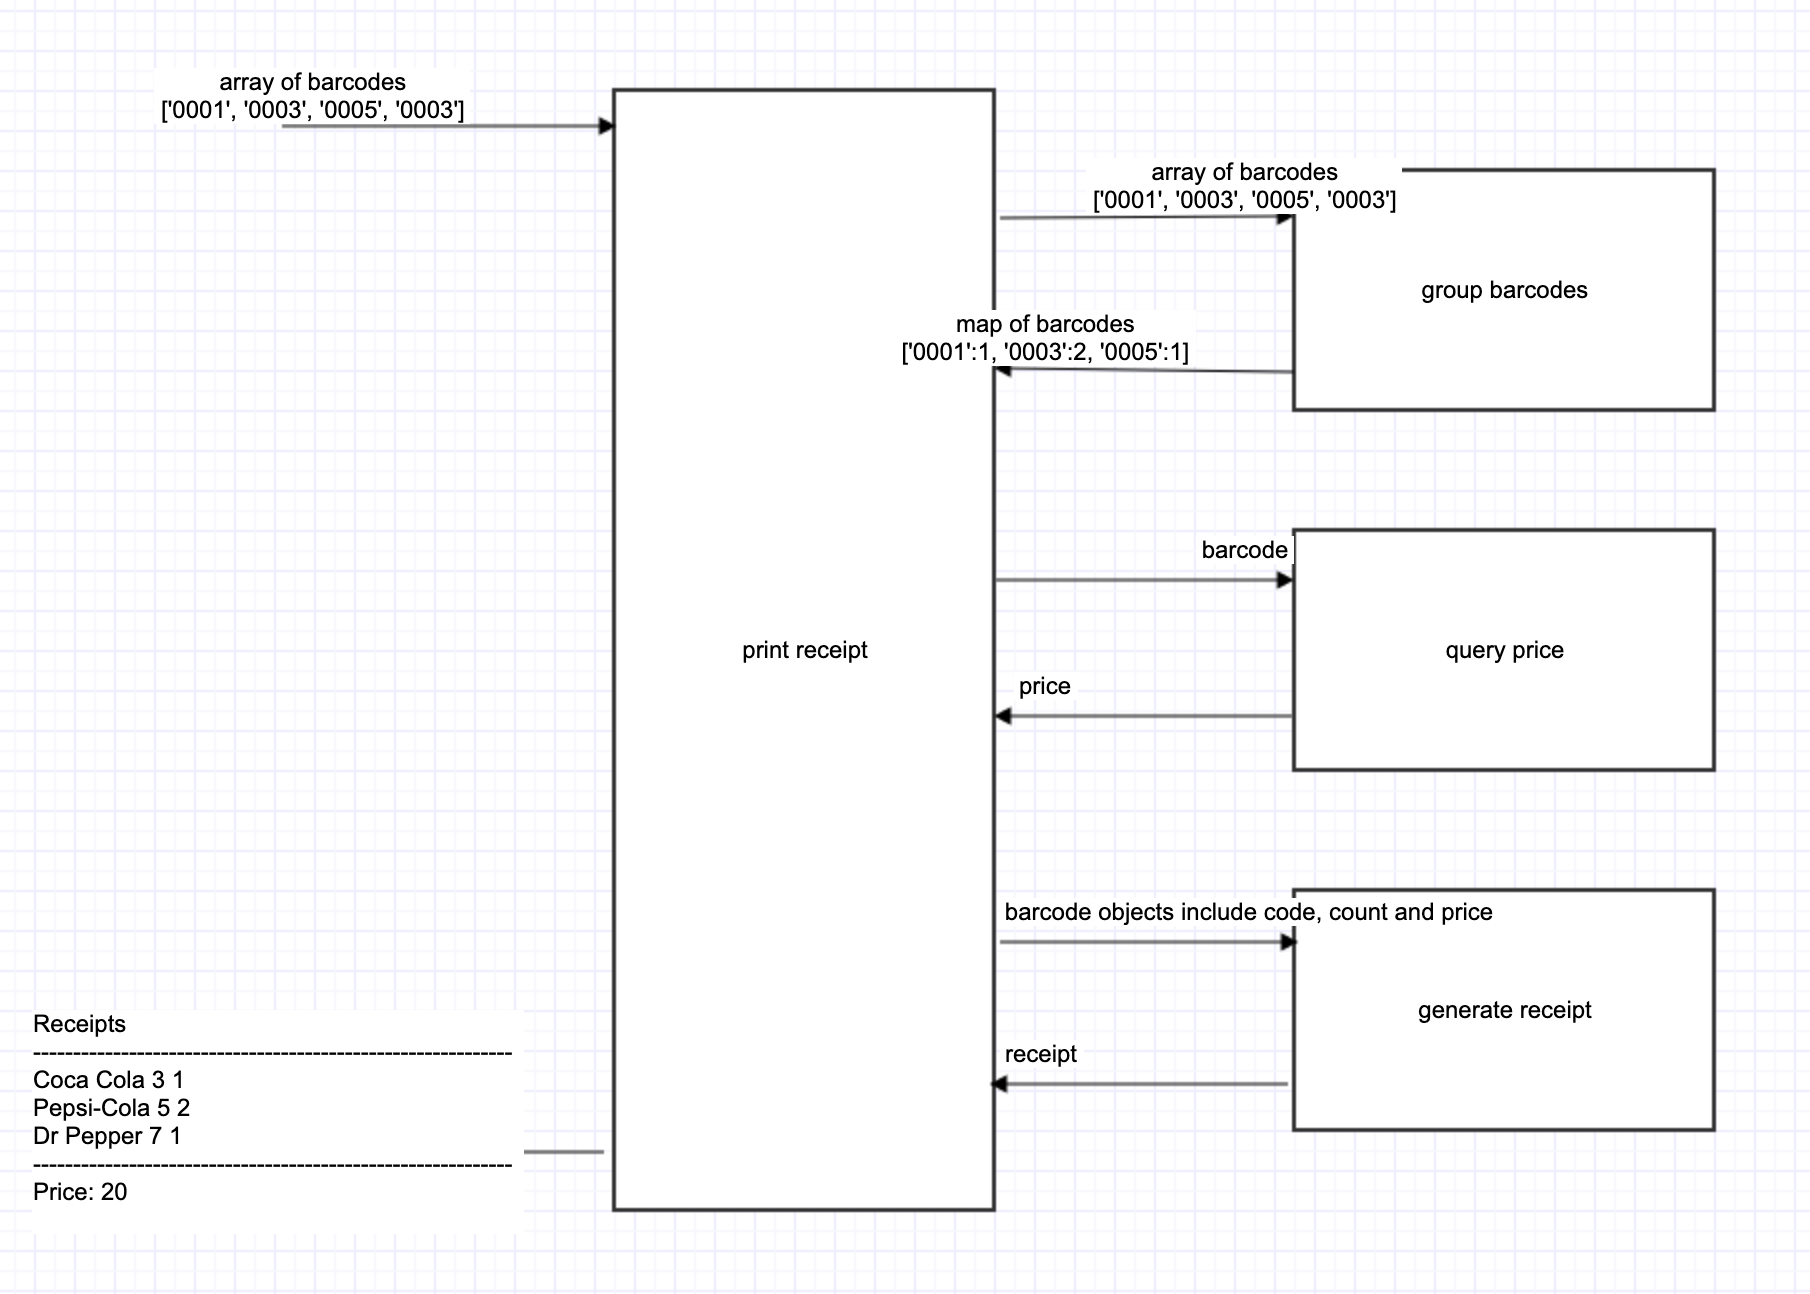 array of barcodes
['0001', '0003', '0005', '0003']
array of barcodes
['0001', '0003', '0005', '0003']
group barcodes
map of barcodes
['0001':1, '0003':2, '0005':1]
barcode
print receipt
query price
price
barcode objects include code, count and price
generate receipt
receipt
Receipts
------------------------------------------------------------
Coca Cola 3 1
Pepsi-Cola 5 2
Dr Pepper 7 1
------------------------------------------------------------
Price: 20